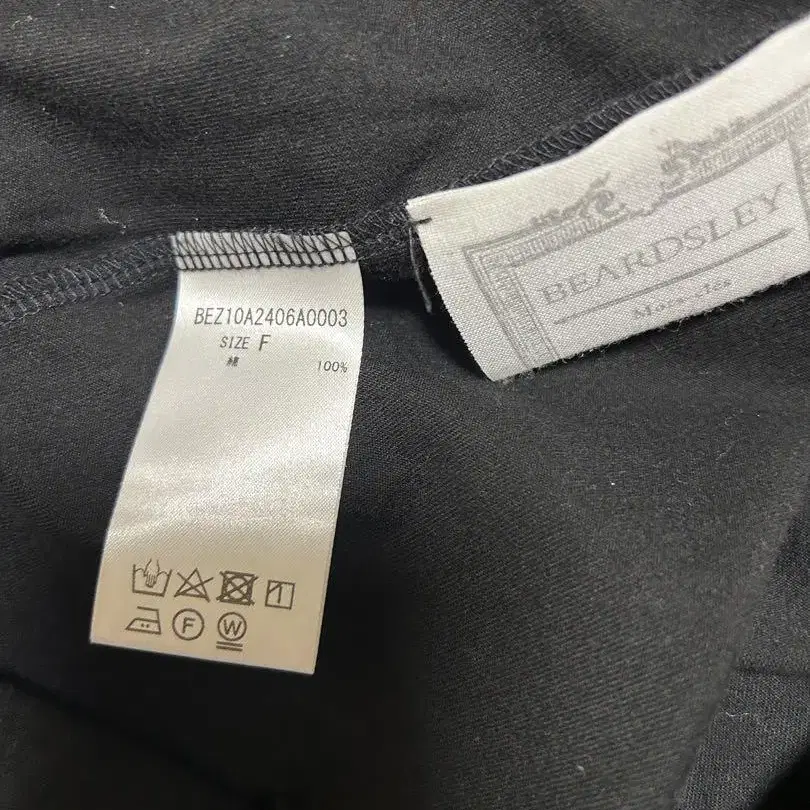 BEZ10A2406A0003
SIZE F
綿 100%
F
W
BEARDSLEY